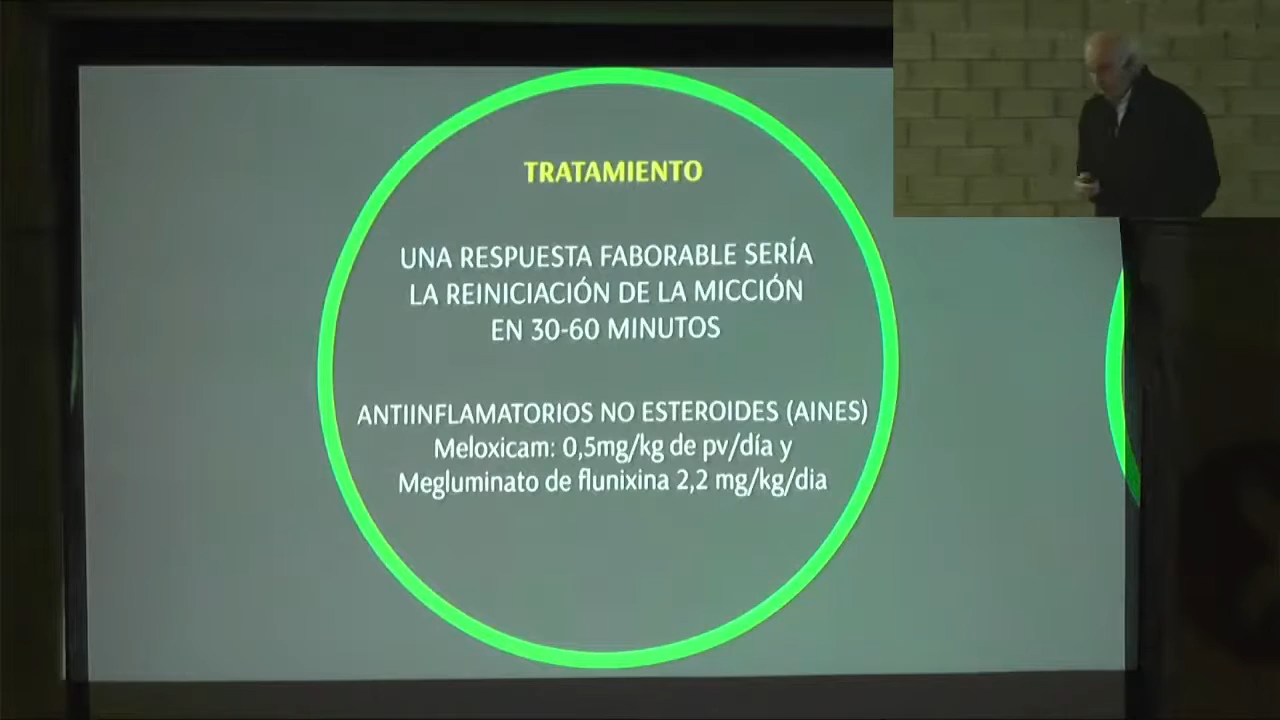 TRATAMIENTO
UNA RESPUESTA FABORABLE SERÍA
LA REINICIACIÓN DE LA MICCIÓN
EN 30-60 MINUTOS
ANTIINFLAMATORIOS NO ESTEROIDES (AINES)
Meloxicam: 0,5mg/kg de pv/día y
Megluminato de flunixina 2,2 mg/kg/dia